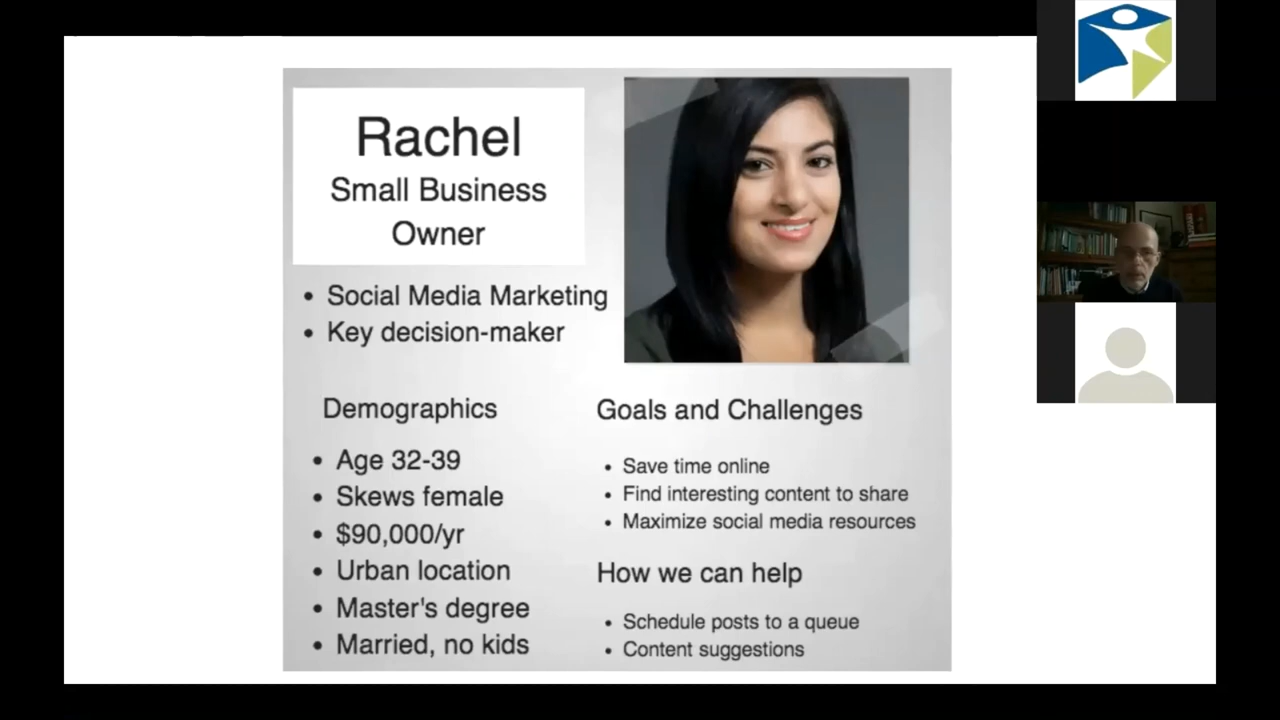 Rachel
Small Business
Owner
• Social Media Marketing
• Key decision-maker
Demographics
• Age 32-39
• Skews female
• $90,000/yr
• Urban location
• Master's degree
• Married, no kids
Goals and Challenges
• Save time online
• Find interesting content to share
• Maximize social media resources
How we can help
• Schedule posts to a queue
• Content suggestions